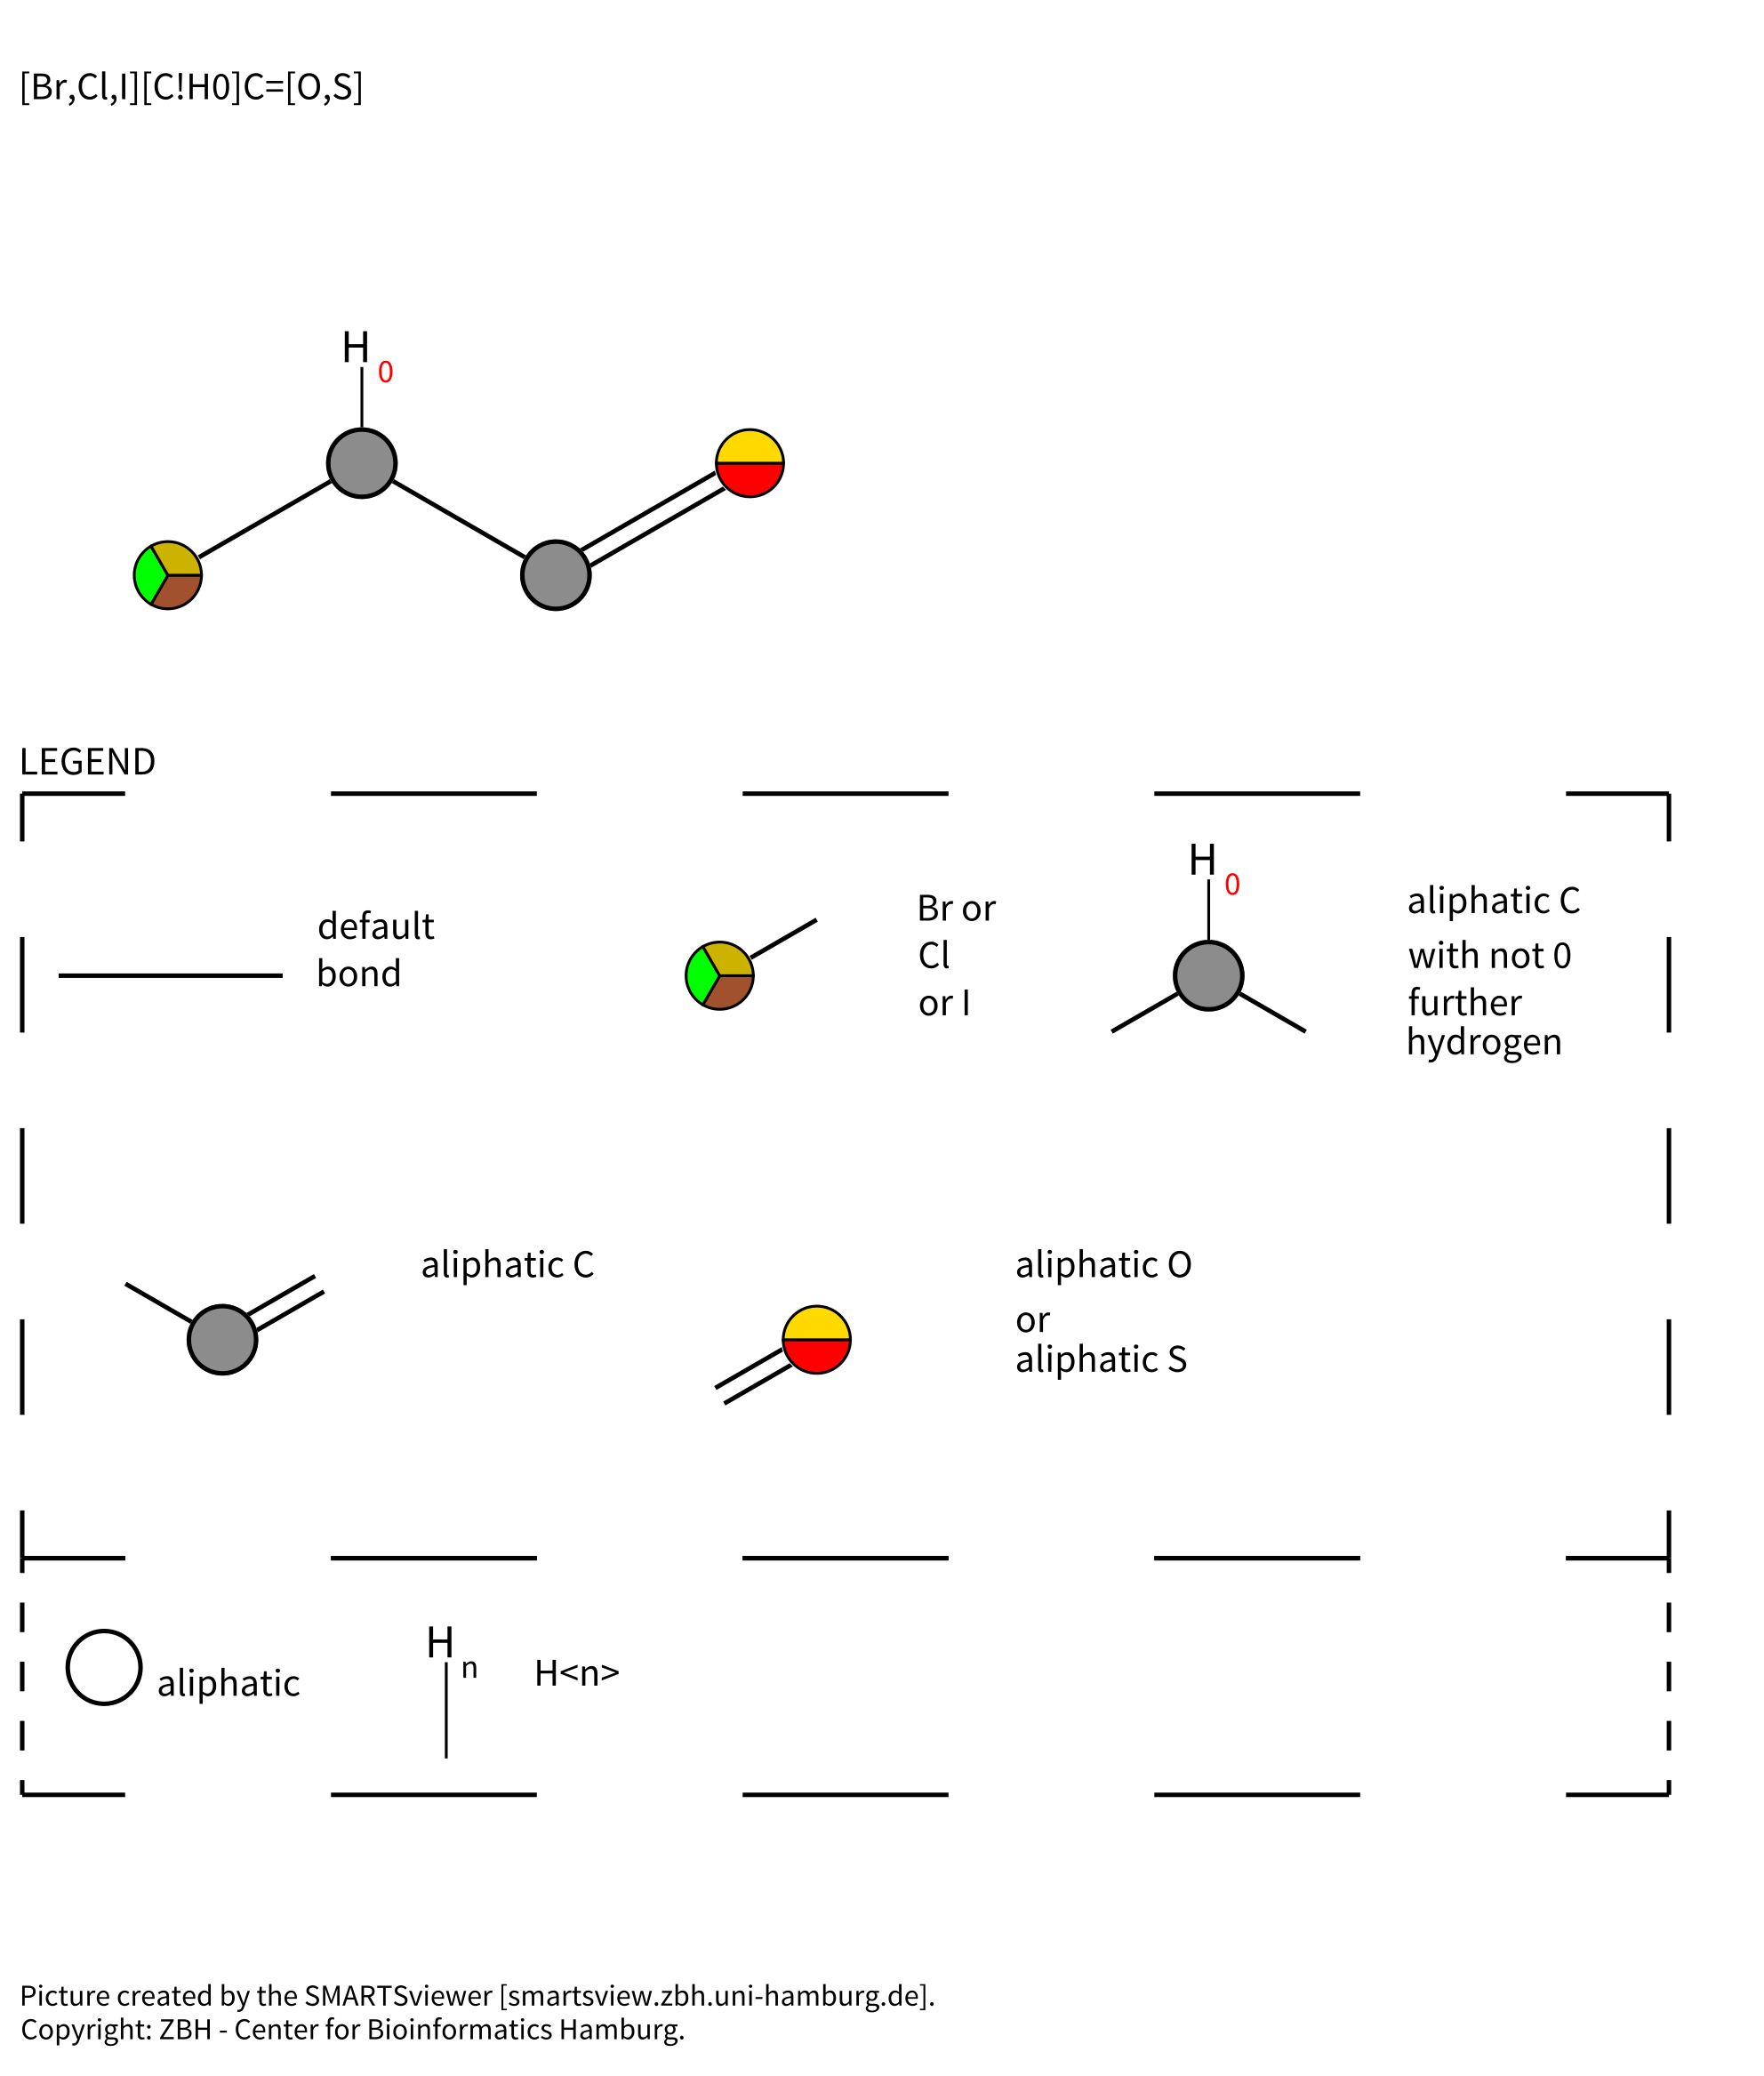 [Br,Cl,I][C!H0]C=[O,S]
H
0
LEGEND
default
bond
Br or
Cl
or I
H
0
aliphatic C
with not 0
further
hydrogen
aliphatic C
aliphatic O
or
aliphatic S
aliphatic
H
n
H<n>
Picture created by the SMARTSviewer [smartsview.zbh.uni-hamburg.de].
Copyright: ZBH - Center for Bioinformatics Hamburg.